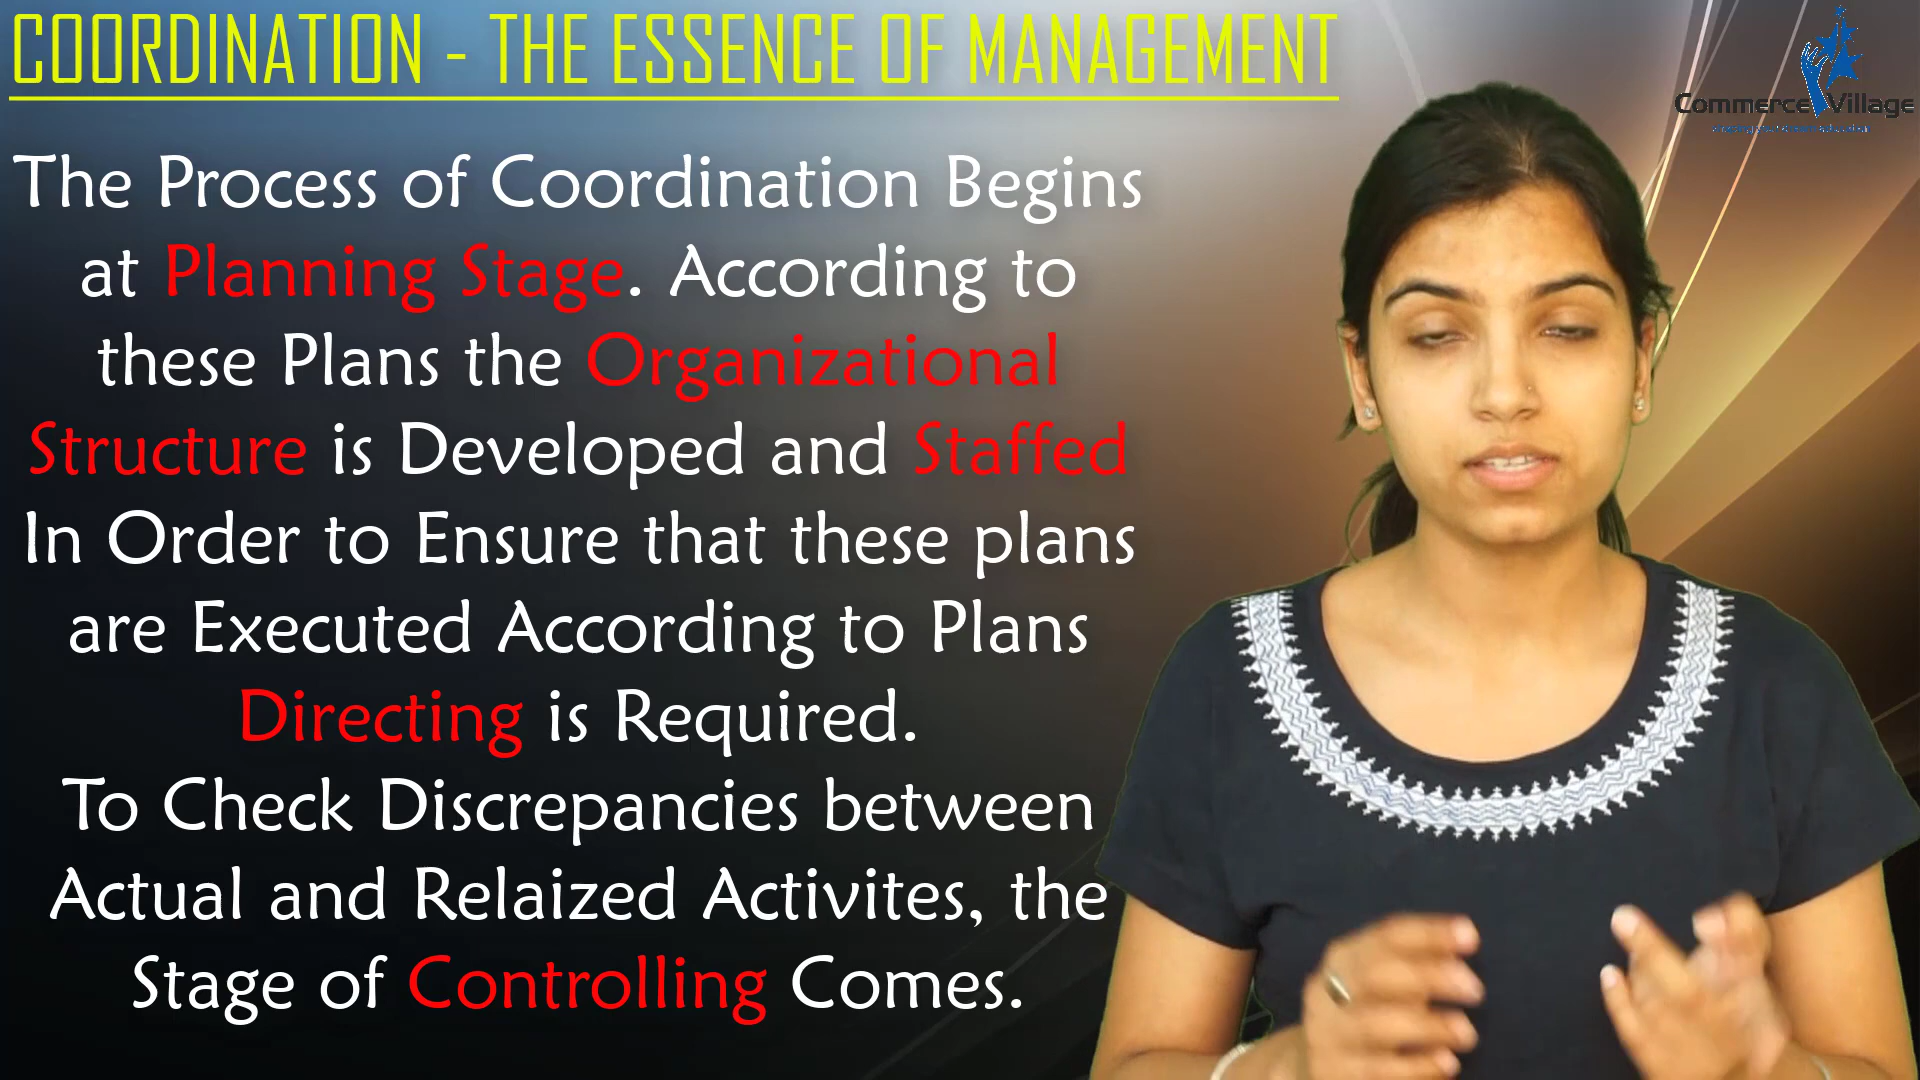 COORDINATION - THE ESSENCE OF MANAGEMENT
Commerce Village
The Process of Coordination Begins
at Planning Stage. According to
these Plans the Organizational
Structure is Developed and Staffed
In Order to Ensure that these plans
are Executed According to Plans
Directing is Required.
To Check Discrepancies between
Actual and Relaized Activites, the
Stage of Controlling Comes.